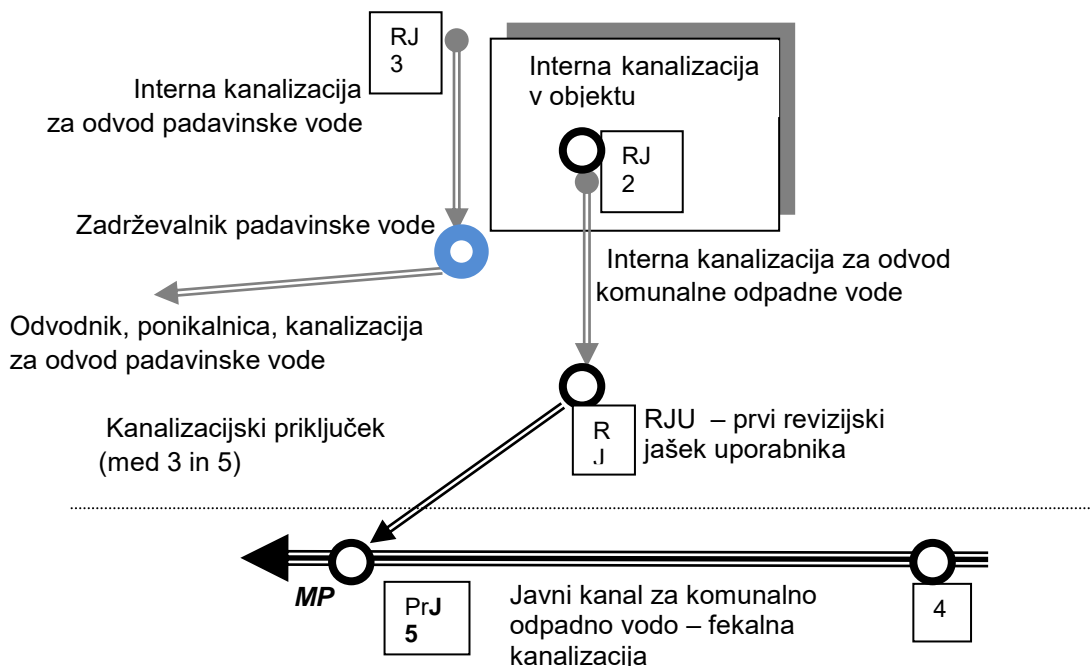 RJ
3
Interna kanalizacija
za odvod padavinske vode
Interna kanalizacija
v objektu
RJ
2
Zadrževalnik padavinske vode
Interna kanalizacija za odvod
komunalne odpadne vode
Odvodnik, ponikalnica, kanalizacija
za odvod padavinske vode
Kanalizacijski priključek
(med 3 in 5)
R
J
RJU – prvi revizijski
jašek uporabnika
MP
PrJ
5
Javni kanal za komunalno
odpadno vodo – fekalna
kanalizacija
4